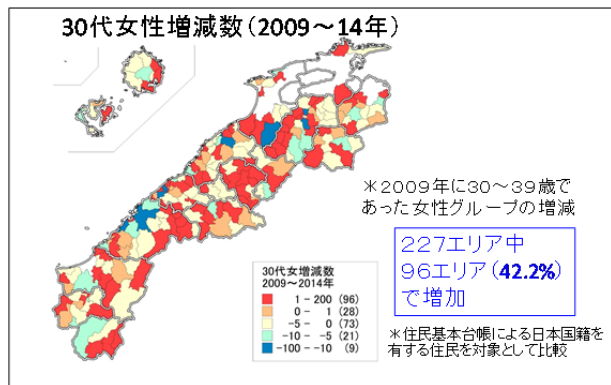 30代女性増減数(2009～14年)
＊2009年に30～39歳で
あった女性グループの増減
227エリア中
96エリア(42.2%)
で増加
30代女増減数
2009～2014年
1 - 200 (96)
0 - 1 (28)
-5 - 0 (73)
-10 - -5 (21)
-100 - -10 (9)
＊住民基本台帳による日本国籍を
有する住民を対象として比較